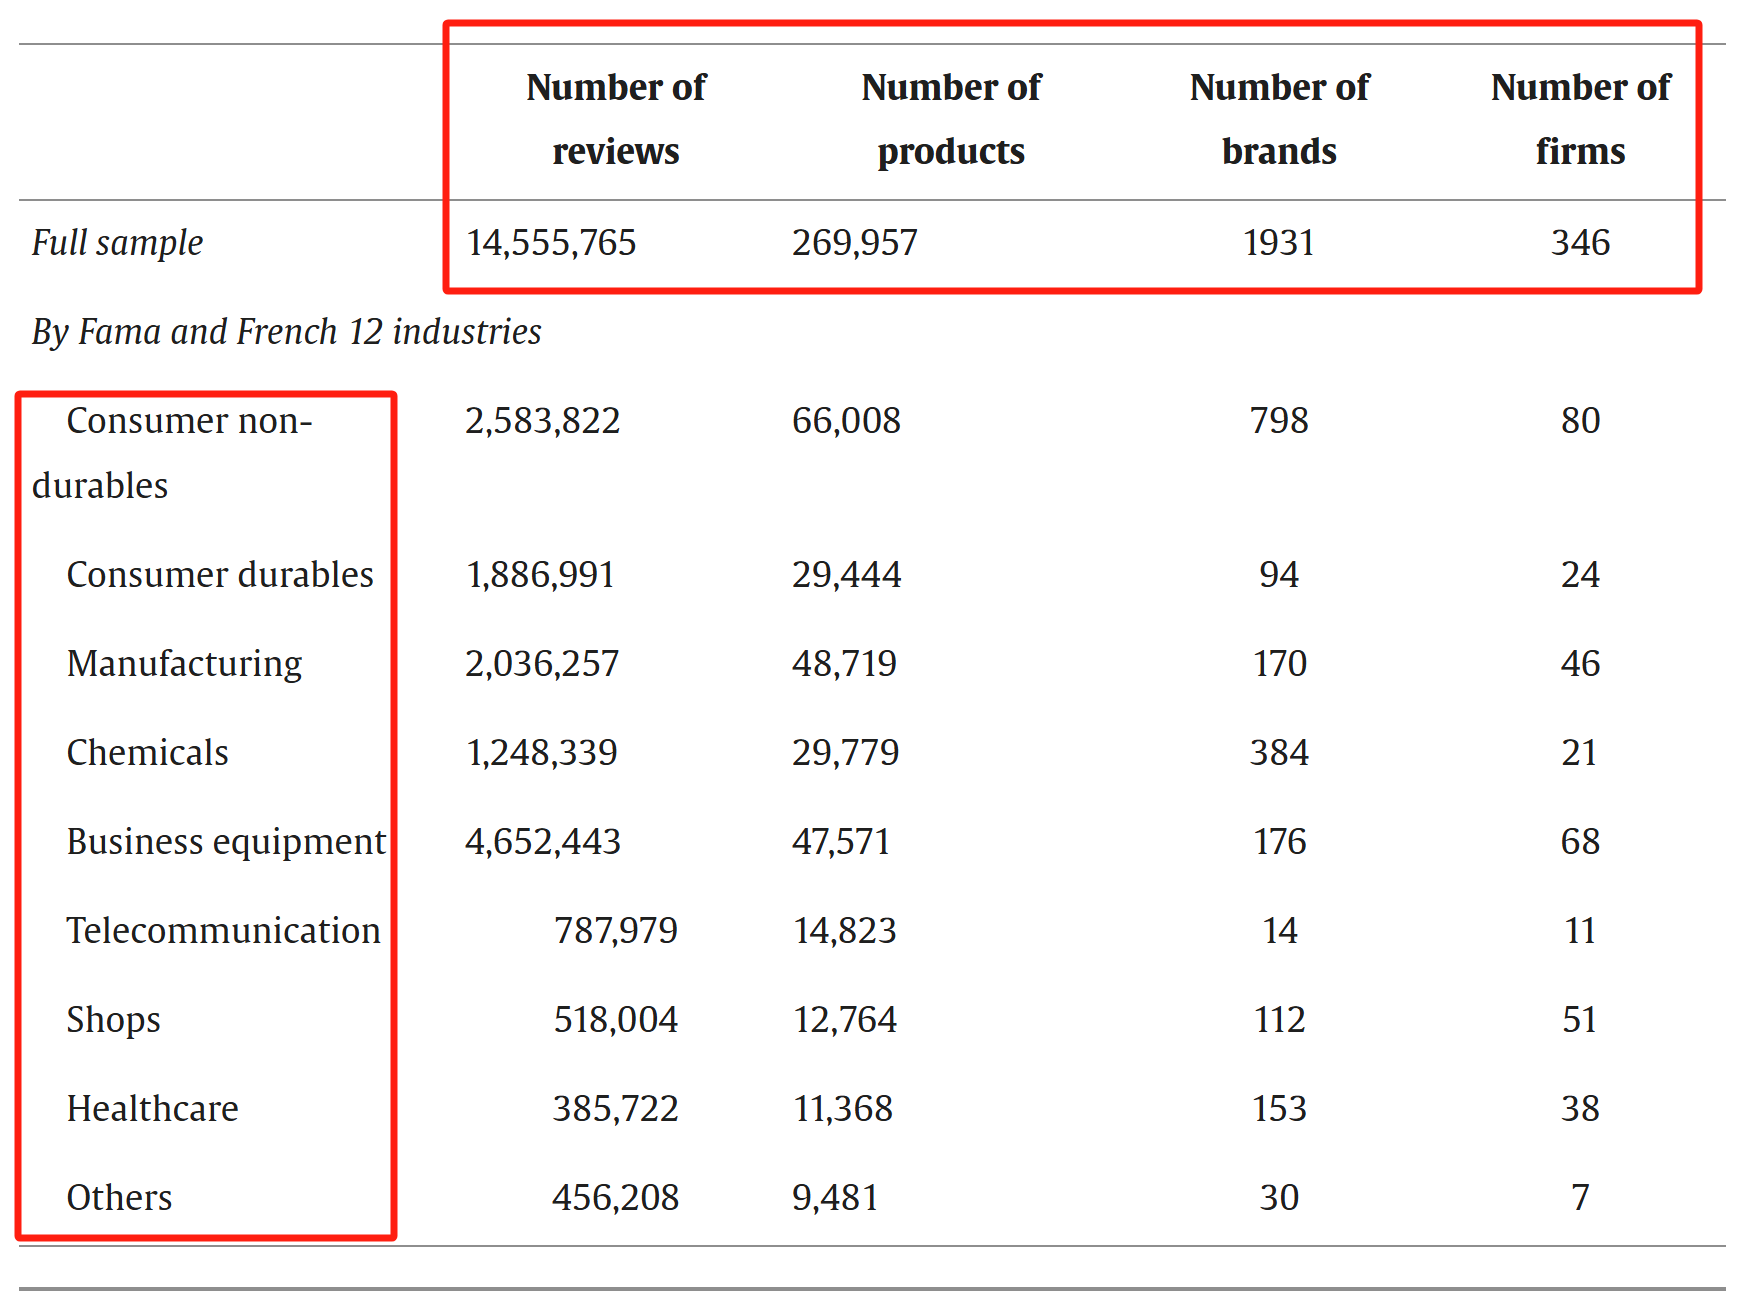 Number of reviews Number of products Number of brands Number of firms
Full sample 14,555,765 269,957 1931 346
By Fama and French 12 industries
Consumer non-durables 2,583,822 66,008 798 80
Consumer durables 1,886,991 29,444 94 24
Manufacturing 2,036,257 48,719 170 46
Chemicals 1,248,339 29,779 384 21
Business equipment 4,652,443 47,571 176 68
Telecommunication 787,979 14,823 14 11
Shops 518,004 12,764 112 51
Healthcare 385,722 11,368 153 38
Others 456,208 9,481 30 7